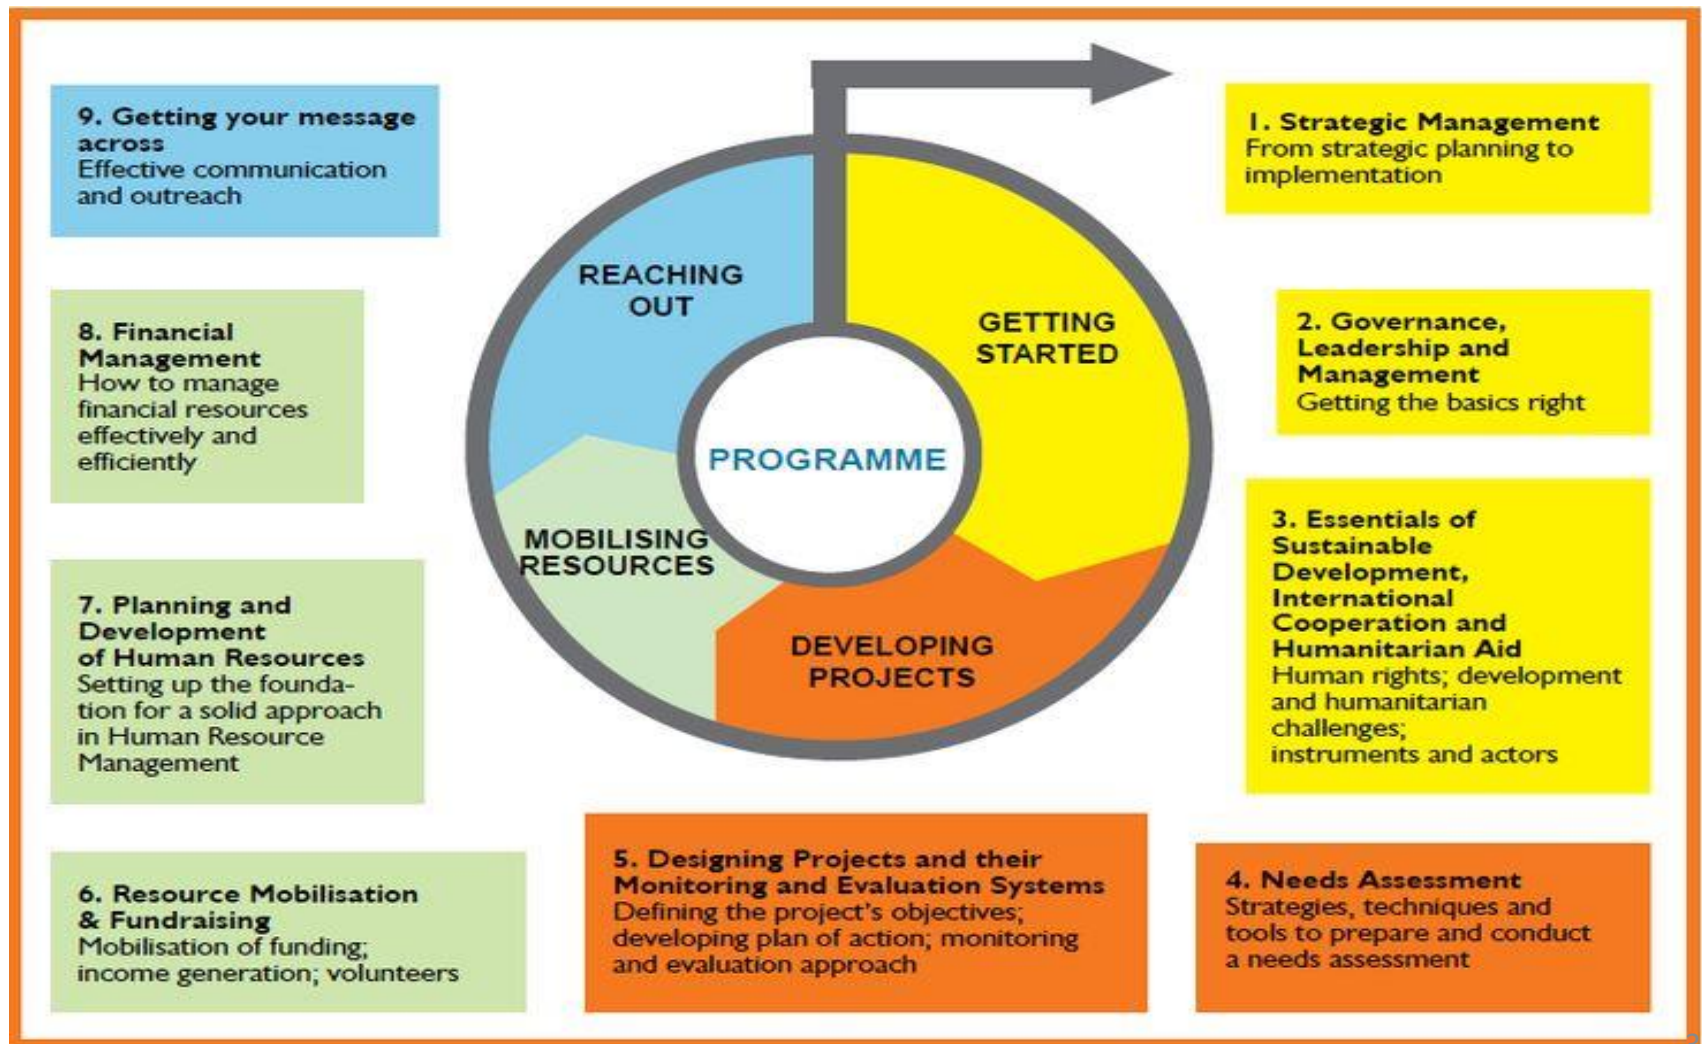 9. Getting your message
across
Effective communication
and outreach
8. Financial
Management
How to manage
financial resources
effectively and
efficiently
7. Planning and
Development
of Human Resources
Setting up the founda-
tion for a solid approach
in Human Resource
Management
6. Resource Mobilisation
& Fundraising
Mobilisation of funding;
income generation; volunteers
REACHING
OUT
GETTING
STARTED
PROGRAMME
MOBILISING
RESOURCES
DEVELOPING
PROJECTS
5. Designing Projects and their
Monitoring and Evaluation Systems
Defining the project's objectives;
developing plan of action; monitoring
and evaluation approach
1. Strategic Management
From strategic planning to
implementation
2. Governance,
Leadership and
Management
Getting the basics right
3. Essentials of
Sustainable
Development,
International
Cooperation and
Humanitarian Aid
Human rights; development
and humanitarian
challenges;
instruments and actors
4. Needs Assessment
Strategies, techniques and
tools to prepare and conduct
a needs assessment